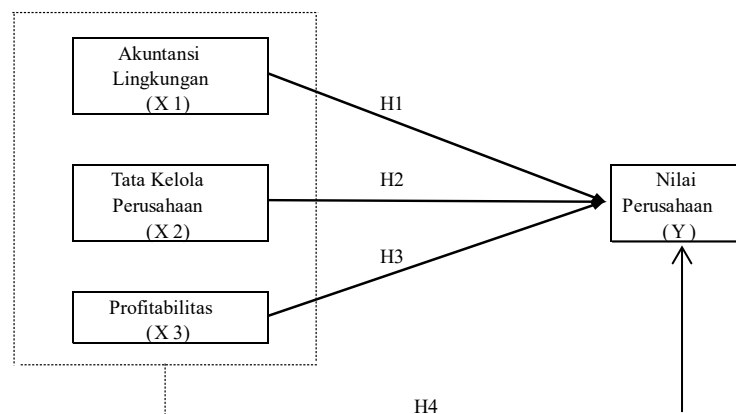 Akuntansi
Lingkungan
(X 1)
H1
Tata Kelola
Perusahaan
(X 2)
H2
Nilai
Perusahaan
(Y )
H3
Profitabilitas
(X 3)
H4